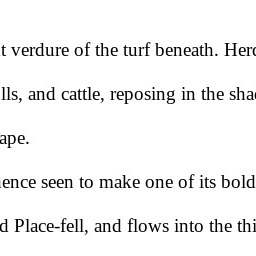 t verdure of the turf beneath. Herd
lls, and cattle, reposing in the shad
ape.
ence seen to make one of its bold
d Place-fell, and flows into the thi